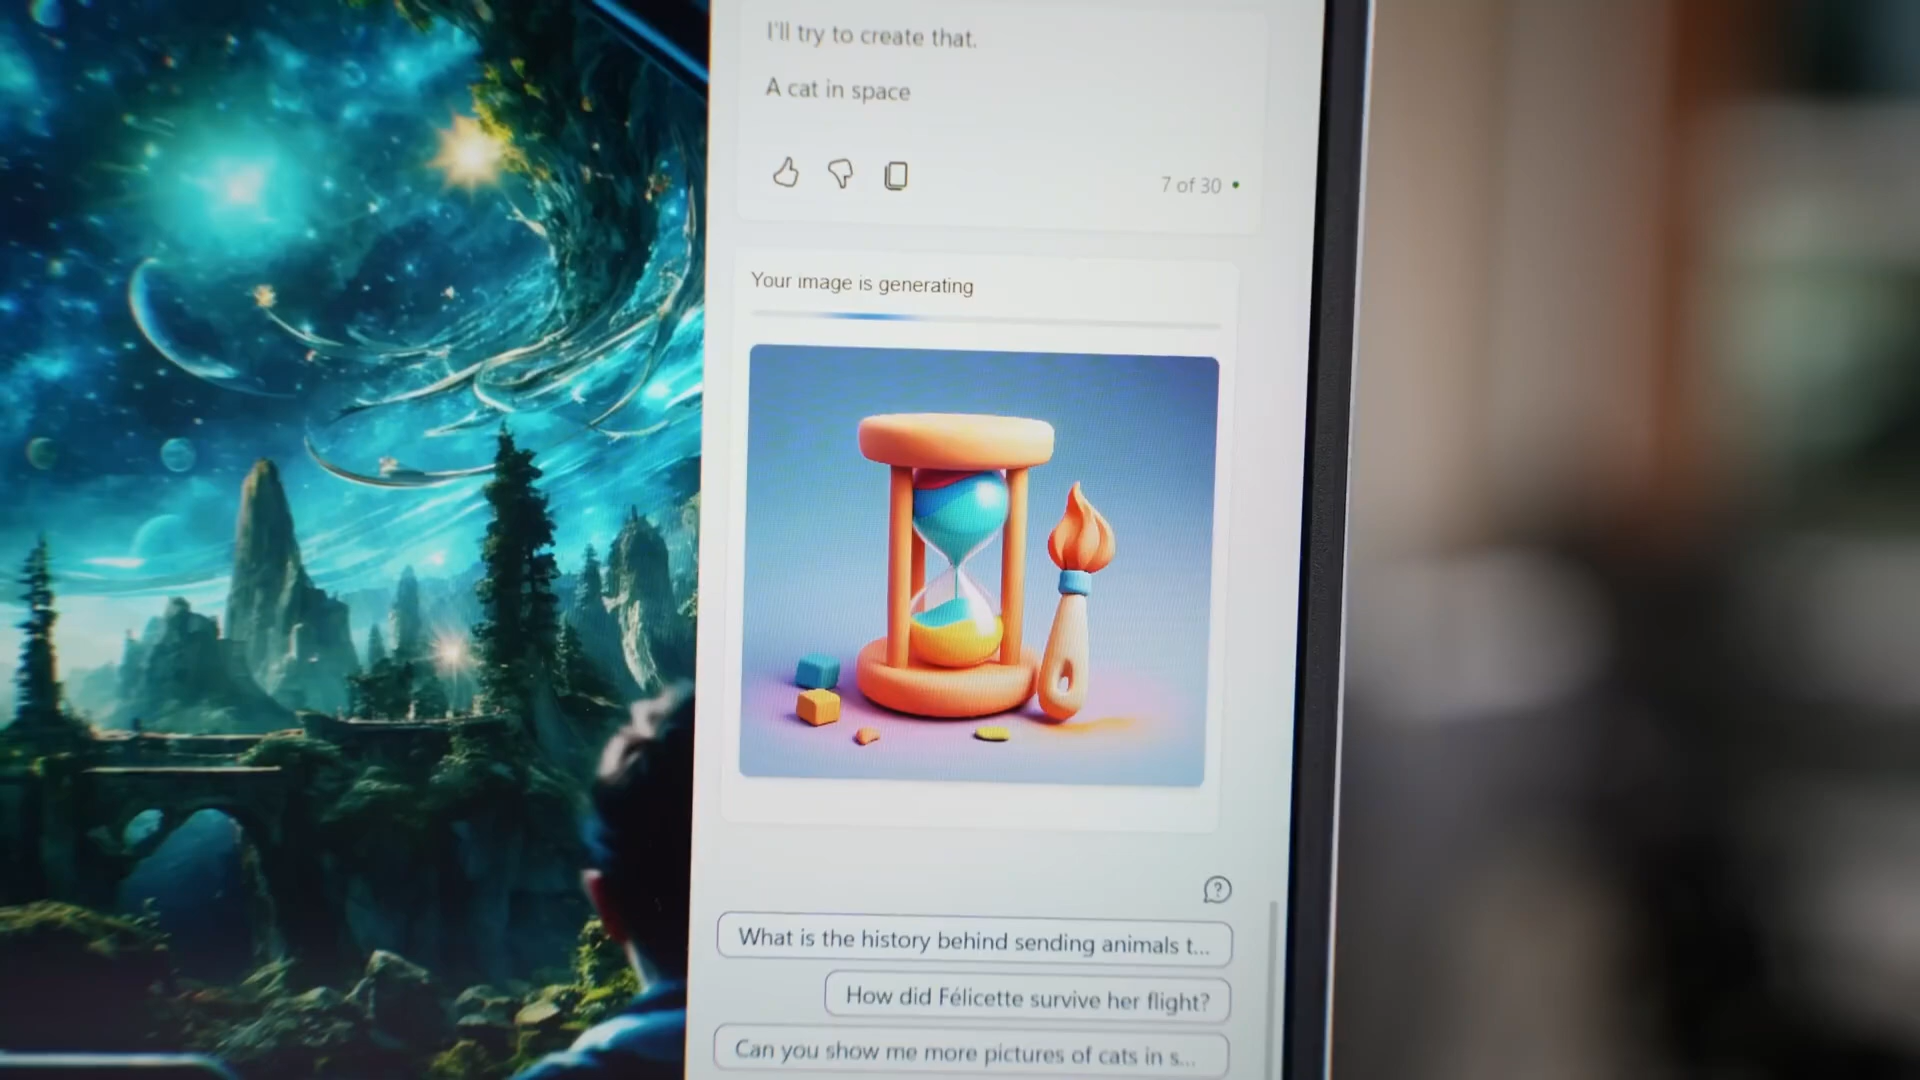 I'll try to create that.
A cat in space
7 of 30
Your image is generating
What is the history behind sending animals t...
How did Félicette survive her flight?
Can you show me more pictures of cats in s...